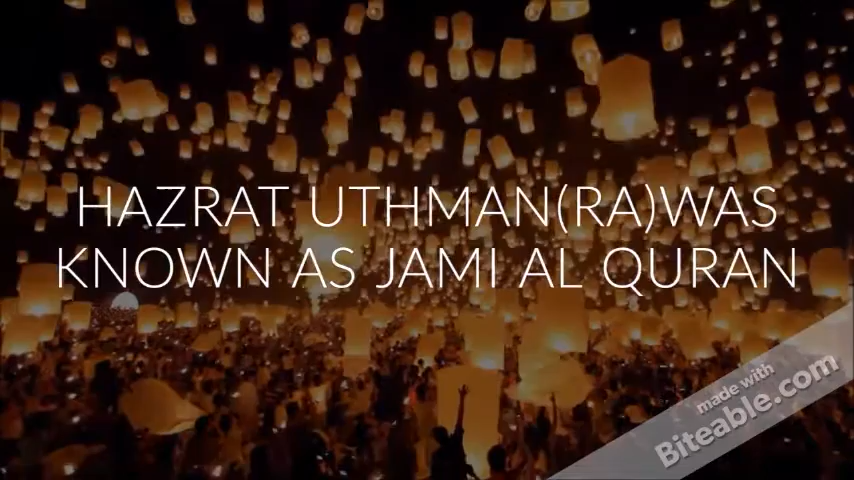 HAZRAT UTHMAN(RA)WAS
KNOWN AS JAMI AL QURAN
made with
Biteable.com